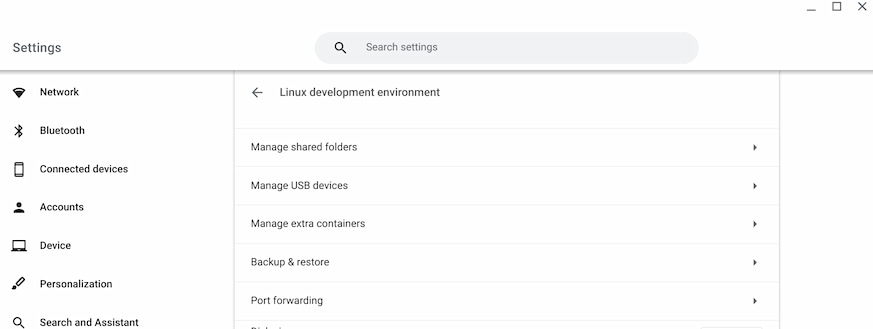 Settings
Search settings
Network
Bluetooth
Connected devices
Accounts
Device
Personalization
Search and Assistant
Linux development environment
Manage shared folders
Manage USB devices
Manage extra containers
Backup & restore
Port forwarding